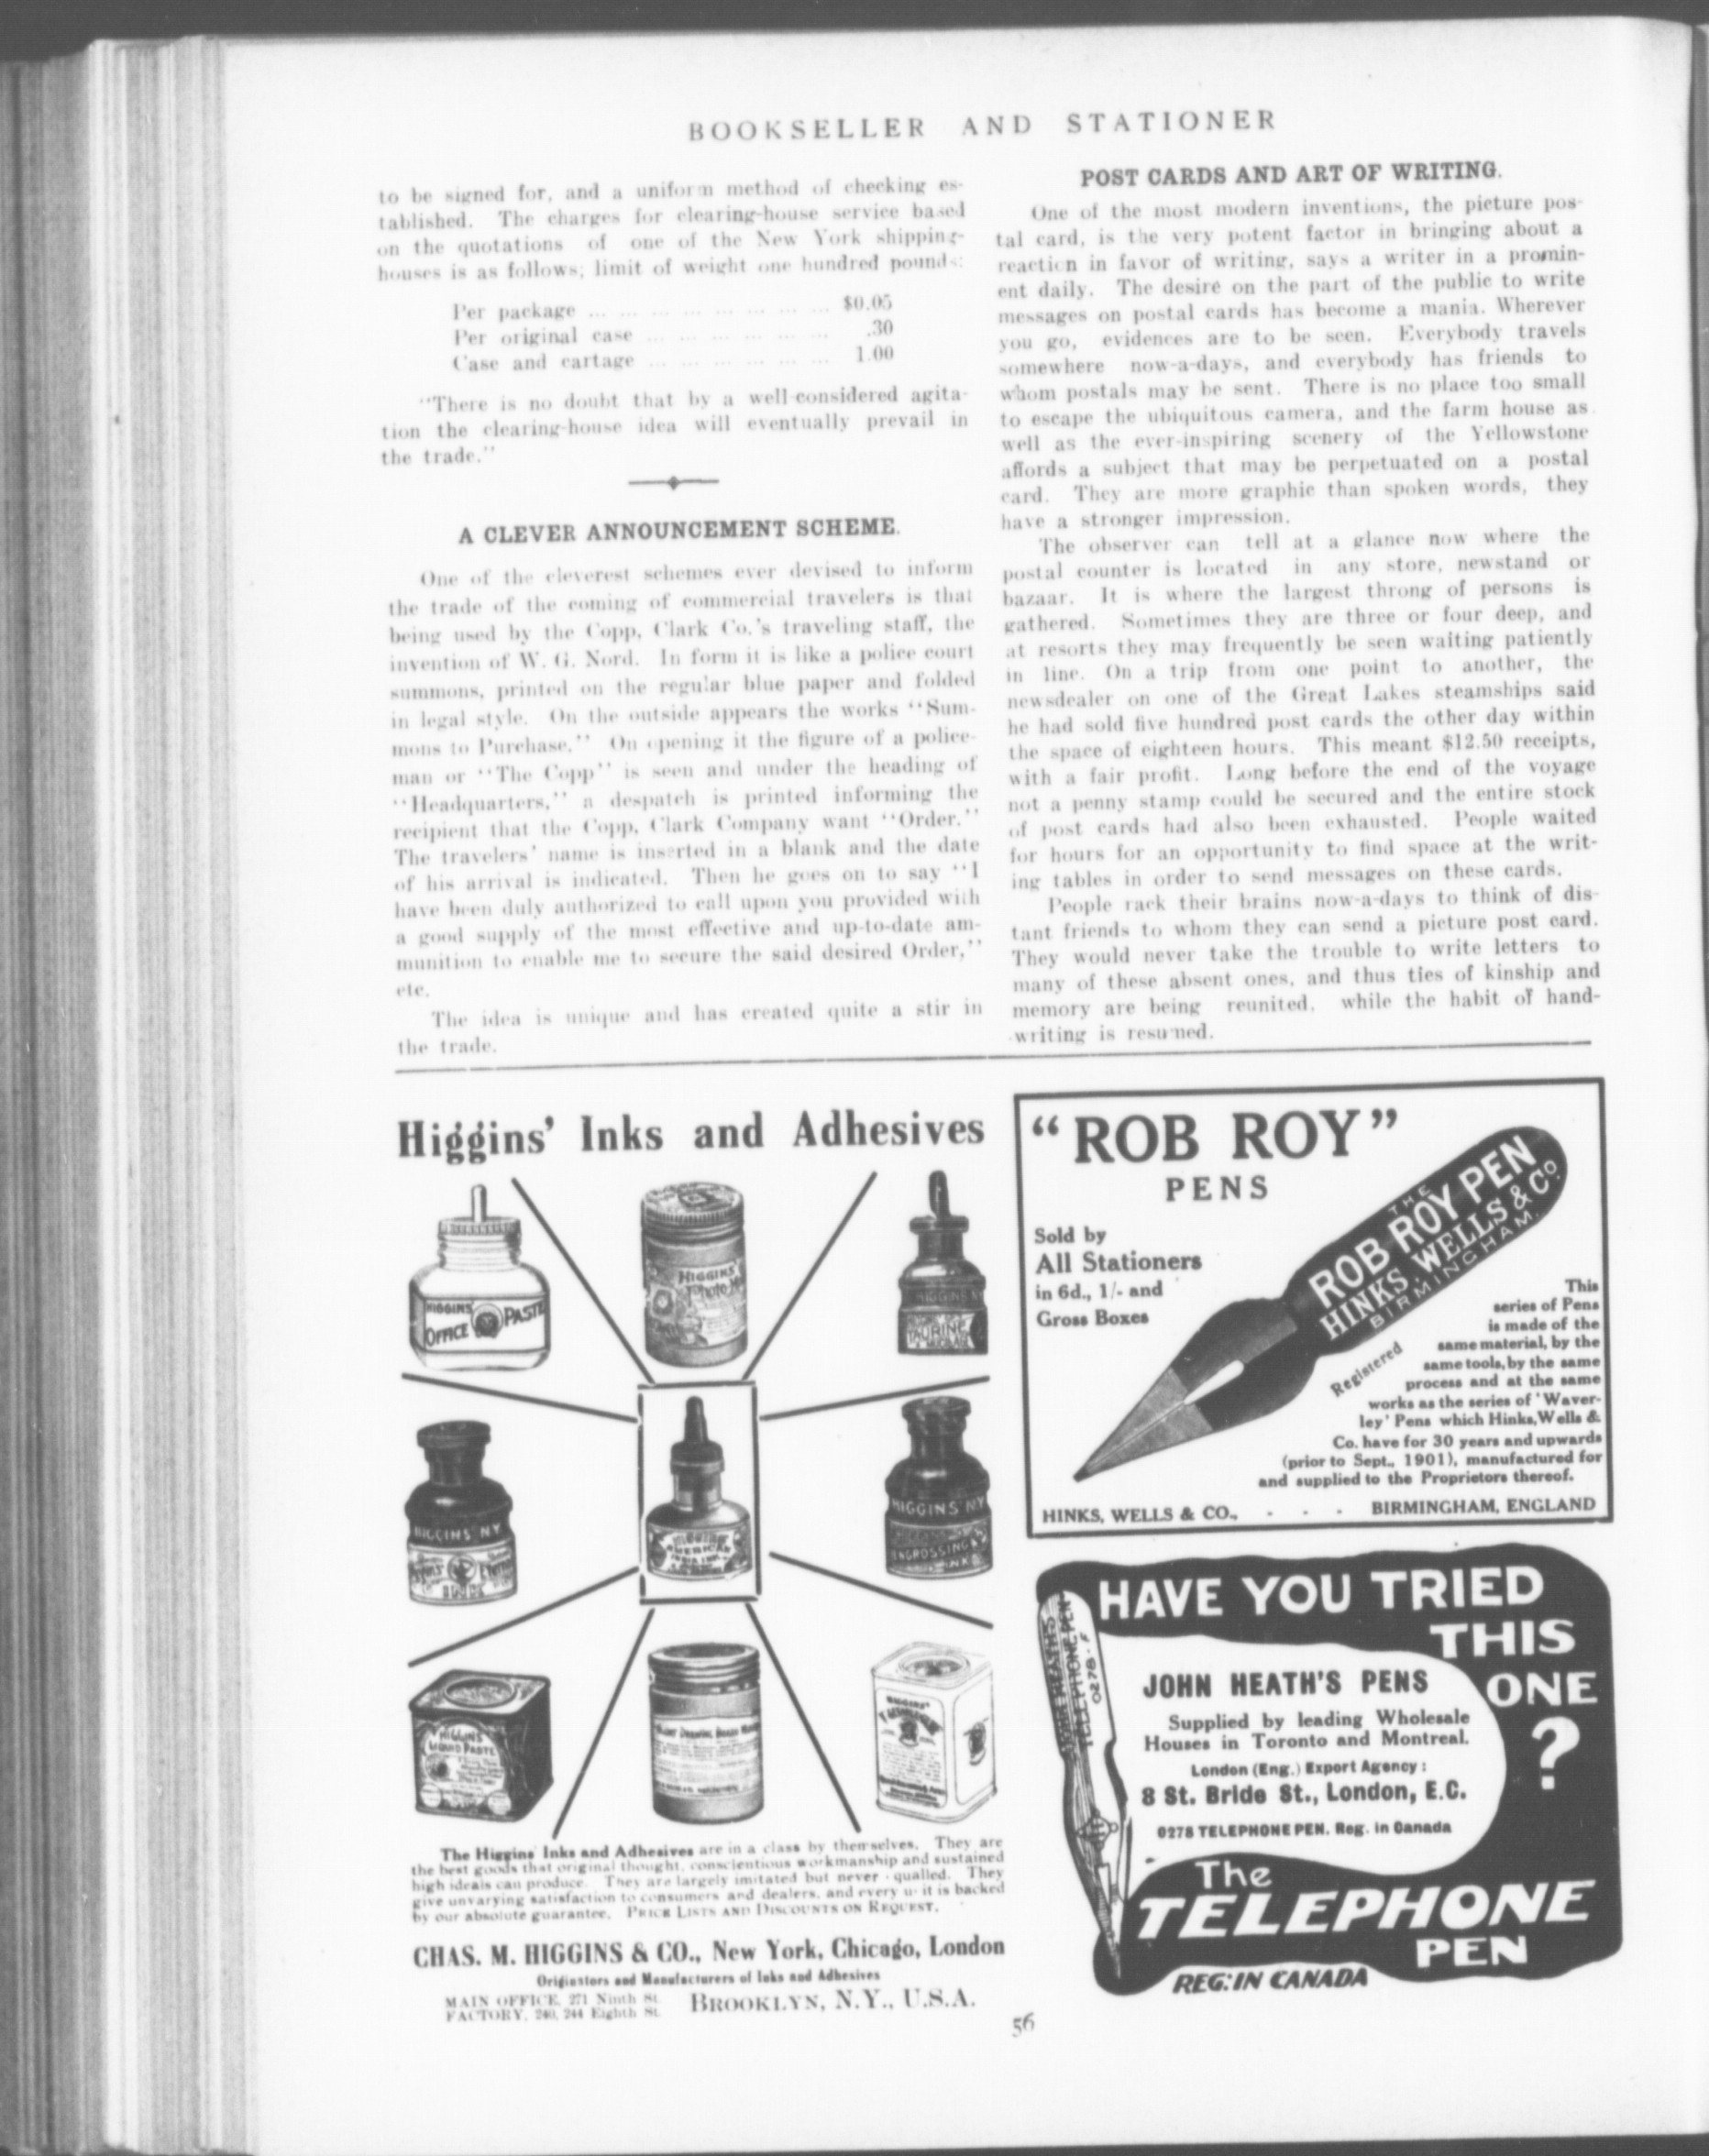 BOOKSELLER AND STATIONER
to be signed for, and a uniform method of checking es-
tablished. The charges for clearing-house service based
on the quotations of one of the New York shipping-
houses is as follows; limit of weight one hundred pounds:
Per package ... ... ... ... ... ... ... ... $0.05
Per original case ... ... ... ... ... ... .30
Case and cartage ... ... ... ... ... ... 1.00
"There is no doubt that by a well-considered agita-
tion the clearing-house idea will eventually prevail in
the trade."
A CLEVER ANNOUNCEMENT SCHEME.
One of the cleverest schemes ever devised to inform
the trade of the coming of commercial travelers is that
being used by the Copp, Clark Co.'s traveling staff, the
invention of W. G. Nord. In form it is like a police court
summons, printed on the regular blue paper and folded
in legal style. On the outside appears the works "Sum-
mons to Purchase." On opening it the figure of a police-
man or "The Copp" is seen and under the heading of
"Headquarters," a despatch is printed informing the
recipient that the Copp, Clark Company want "Order."
The travelers' name is inserted in a blank and the date
of his arrival is indicated. Then he goes on to say "I
have been duly authorized to call upon you provided with
a good supply of the most effective and up-to-date am-
munition to enable me to secure the said desired Order,"
etc.
The idea is unique and has created quite a stir in
the trade.
POST CARDS AND ART OF WRITING.
One of the most modern inventions, the picture pos-
tal card, is the very potent factor in bringing about a
reaction in favor of writing, says a writer in a promin-
ent daily. The desire on the part of the public to write
messages on postal cards has become a mania. Wherever
you go, evidences are to be seen. Everybody travels
somewhere now-a-days, and everybody has friends to
whom postals may be sent. There is no place too small
to escape the ubiquitous camera, and the farm house as
well as the ever-inspiring scenery of the Yellowstone
affords a subject that may be perpetuated on a postal
card. They are more graphic than spoken words, they
have a stronger impression.
The observer can tell at a glance now where the
postal counter is located in any store, newstand or
bazaar. It is where the largest throng of persons is
gathered. Sometimes they are three or four deep, and
at resorts they may frequently be seen waiting patiently
in line. On a trip from one point to another, the
newsdealer on one of the Great Lakes steamships said
he had sold five hundred post cards the other day within
the space of eighteen hours. This meant $12.50 receipts,
with a fair profit. Long before the end of the voyage
not a penny stamp could be secured and the entire stock
of post cards had also been exhausted. People waited
for hours for an opportunity to find space at the writ-
ing tables in order to send messages on these cards.
People rack their brains now-a-days to think of dis-
tant friends to whom they can send a picture post card.
They would never take the trouble to write letters to
many of these absent ones, and thus ties of kinship and
memory are being reunited, while the habit of hand-
writing is resumed.
Higgins' Inks and Adhesives
HIGGINS'
OFFICE PASTE
HIGGINS'
Photo
HIGGINS NY
TAURINE
MUCILAGE
HIGGINS' NY
AMERICAN
INDIA INK
HIGGINS' NY
ENGROSSING
INK
HIGGINS'
LIQUID PASTE
The Higgins' Inks and Adhesives are in a class by themselves. They are
the best goods that original thought, conscientious workmanship and sustained
high ideals can produce. They are largely imitated but never equalled. They
give unvarying satisfaction to consumers and dealers, and every unit is backed
by our absolute guarantee. PRICE LISTS AND DISCOUNTS ON REQUEST.
CHAS. M. HIGGINS & CO., New York, Chicago, London
Originators and Manufacturers of Inks and Adhesives
MAIN OFFICE, 271 Ninth St.
FACTORY, 240, 244 Eighth St.
BROOKLYN, N.Y., U.S.A.
"ROB ROY"
PENS
Sold by
All Stationers
in 6d., 1/- and
Gross Boxes
THE
ROB ROY PEN
HINKS WELLS & Co.
BIRMINGHAM.
Registered
This
series of Pens
is made of the
same material, by the
same tools, by the same
process and at the same
works as the series of 'Waver-
ley' Pens which Hinks, Wells &
Co. have for 30 years and upwards
(prior to Sept., 1901), manufactured for
and supplied to the Proprietors thereof.
HINKS, WELLS & CO., - - - BIRMINGHAM, ENGLAND
HAVE YOU TRIED
THIS
ONE
?
JOHN HEATH'S
TELEPHONE PEN
0278. F
JOHN HEATH'S PENS
Supplied by leading Wholesale
Houses in Toronto and Montreal.
London (Eng.) Export Agency:
8 St. Bride St., London, E.C.
0278 TELEPHONE PEN. Reg. in Canada
The
TELEPHONE
PEN
REG: IN CANADA
56